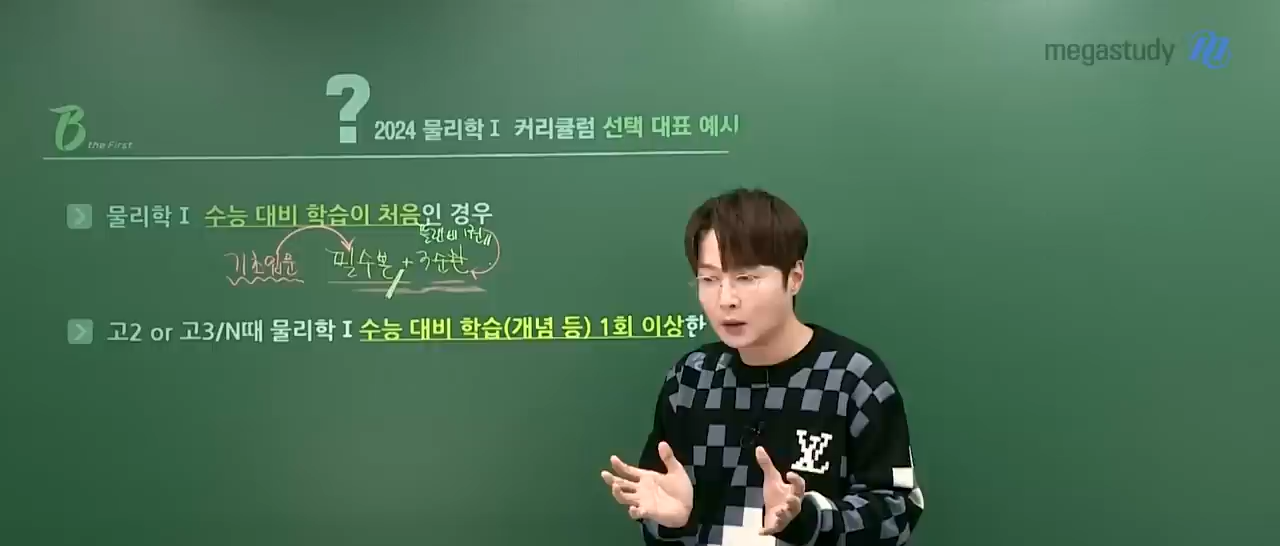 megastudy M
B the First
? 2024 물리학 I 커리큘럼 선택 대표 예시
물리학 I 수능 대비 학습이 처음인 경우
기초입문 필수본 + 3순환
고2 or 고3/N때 물리학 I 수능 대비 학습(개념 등) 1회 이상한
LV